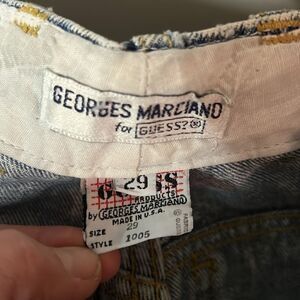 GEORGES MARCIANO
for GUESS?®
29
PRODUCTS
by GEORGES MARCIANO
MADE IN U.S.A.
SIZE 29
STYLE 1005